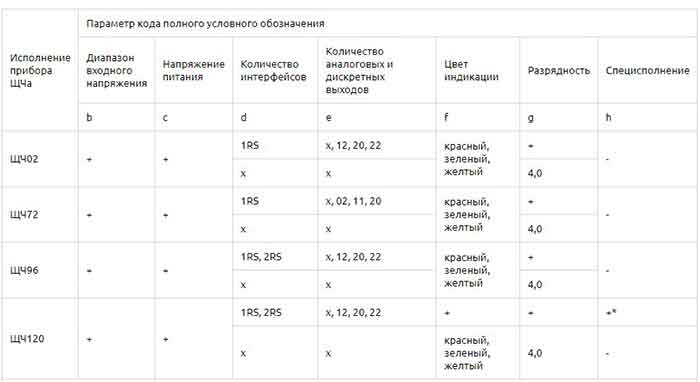 Параметр кода полного условного обозначения
Исполнение прибора ЩЧа
Диапазон входного напряжения
Напряжение питания
Количество интерфейсов
Количество аналоговых и дискретных выходов
Цвет индикации
Разрядность
Специсполнение
b c d e f g h
ЩЧ02 + + 1RS x, 12, 20, 22 красный, зеленый, желтый + -
x x 4,0
ЩЧ72 + + 1RS x, 02, 11, 20 красный, зеленый, желтый + -
x x 4,0
ЩЧ96 + + 1RS, 2RS x, 12, 20, 22 красный, зеленый, желтый + -
x x 4,0
ЩЧ120 + + 1RS, 2RS x, 12, 20, 22 + + +*
x x красный, зеленый, желтый 4,0 -